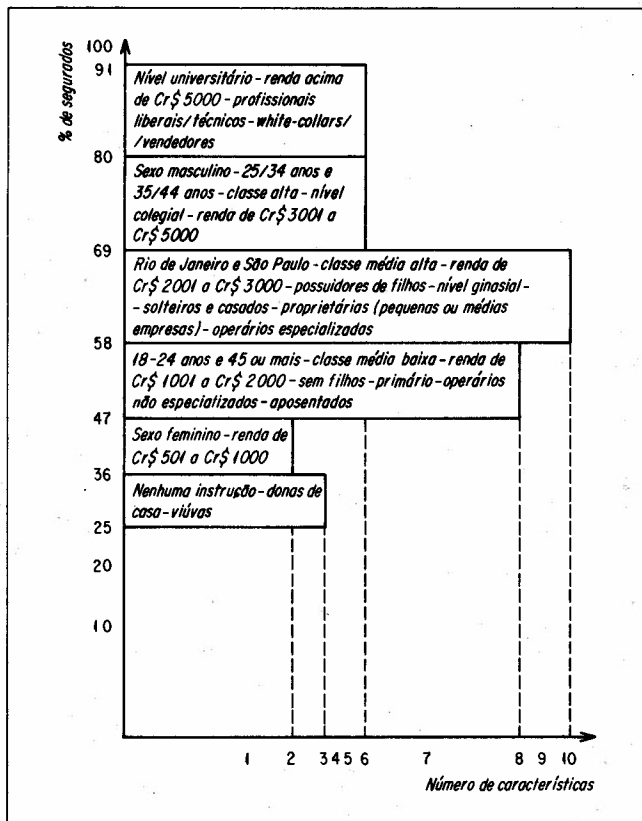 % de segurados
100
91
Nível universitário - renda acima
de Cr$ 5000 - profissionais
liberais/técnicos - white-collars/
/vendedores
80
Sexo masculino - 25/34 anos e
35/44 anos - classe alta - nível
colegial - renda de Cr$ 3001 a
Cr$ 5000
69
Rio de Janeiro e São Paulo - classe média alta - renda de
Cr$ 2001 a Cr$ 3000 - possuidores de filhos - nível ginasial -
- solteiros e casados - proprietárias (pequenas ou médias
empresas) - operários especializadas
58
18-24 anos e 45 ou mais - classe média baixa - renda de
Cr$ 1001 a Cr$ 2000 - sem filhos - primário - operários
não especializados - aposentados
47
Sexo feminino - renda de
Cr$ 501 a Cr$ 1000
36
Nenhuma instrução - donas de
casa - viúvas
25
20
10
1 2 3 4 5 6 7 8 9 10
Número de características